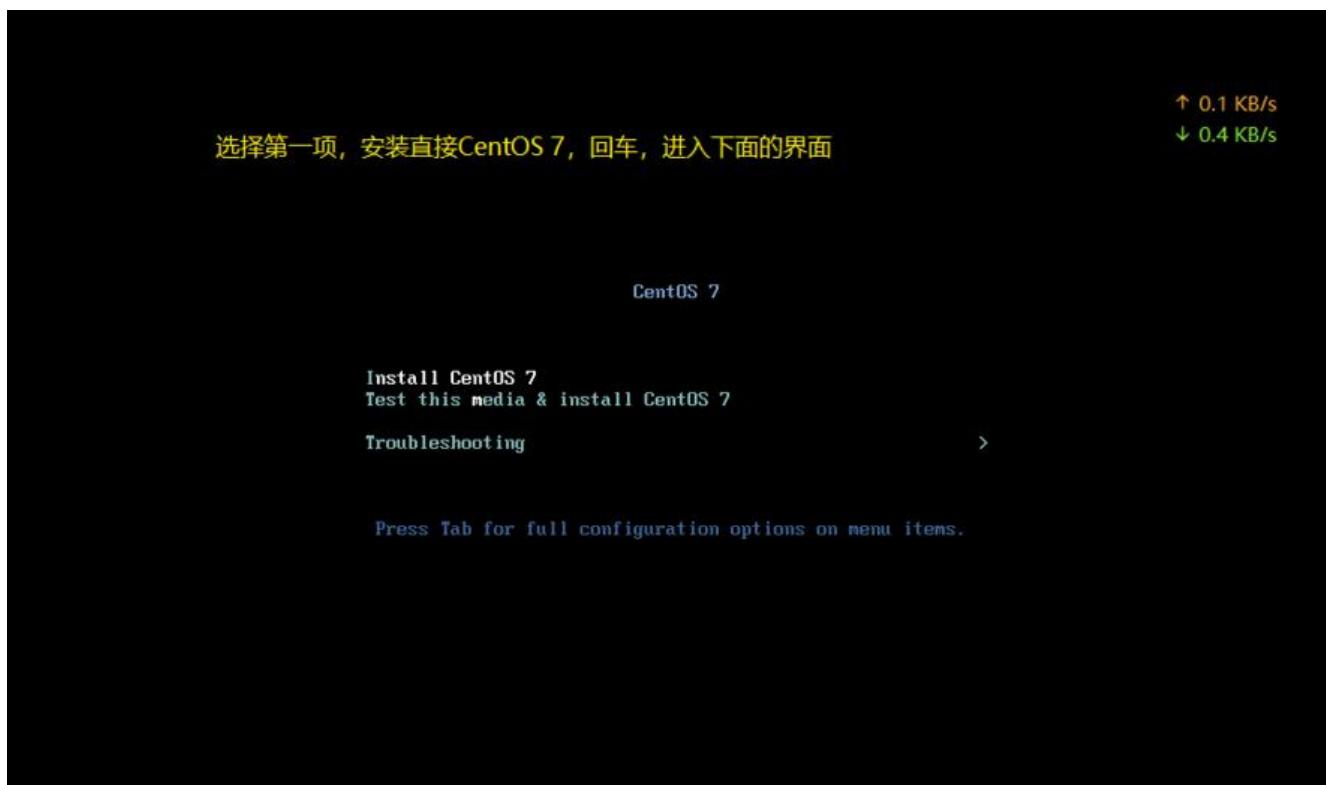 ↑ 0.1 KB/s
选择第一项，安装直接CentOS 7，回车，进入下面的界面
↓ 0.4 KB/s
CentOS 7
Install CentOS 7
Test this media & install CentOS 7
Troubleshooting >
Press Tab for full configuration options on menu items.